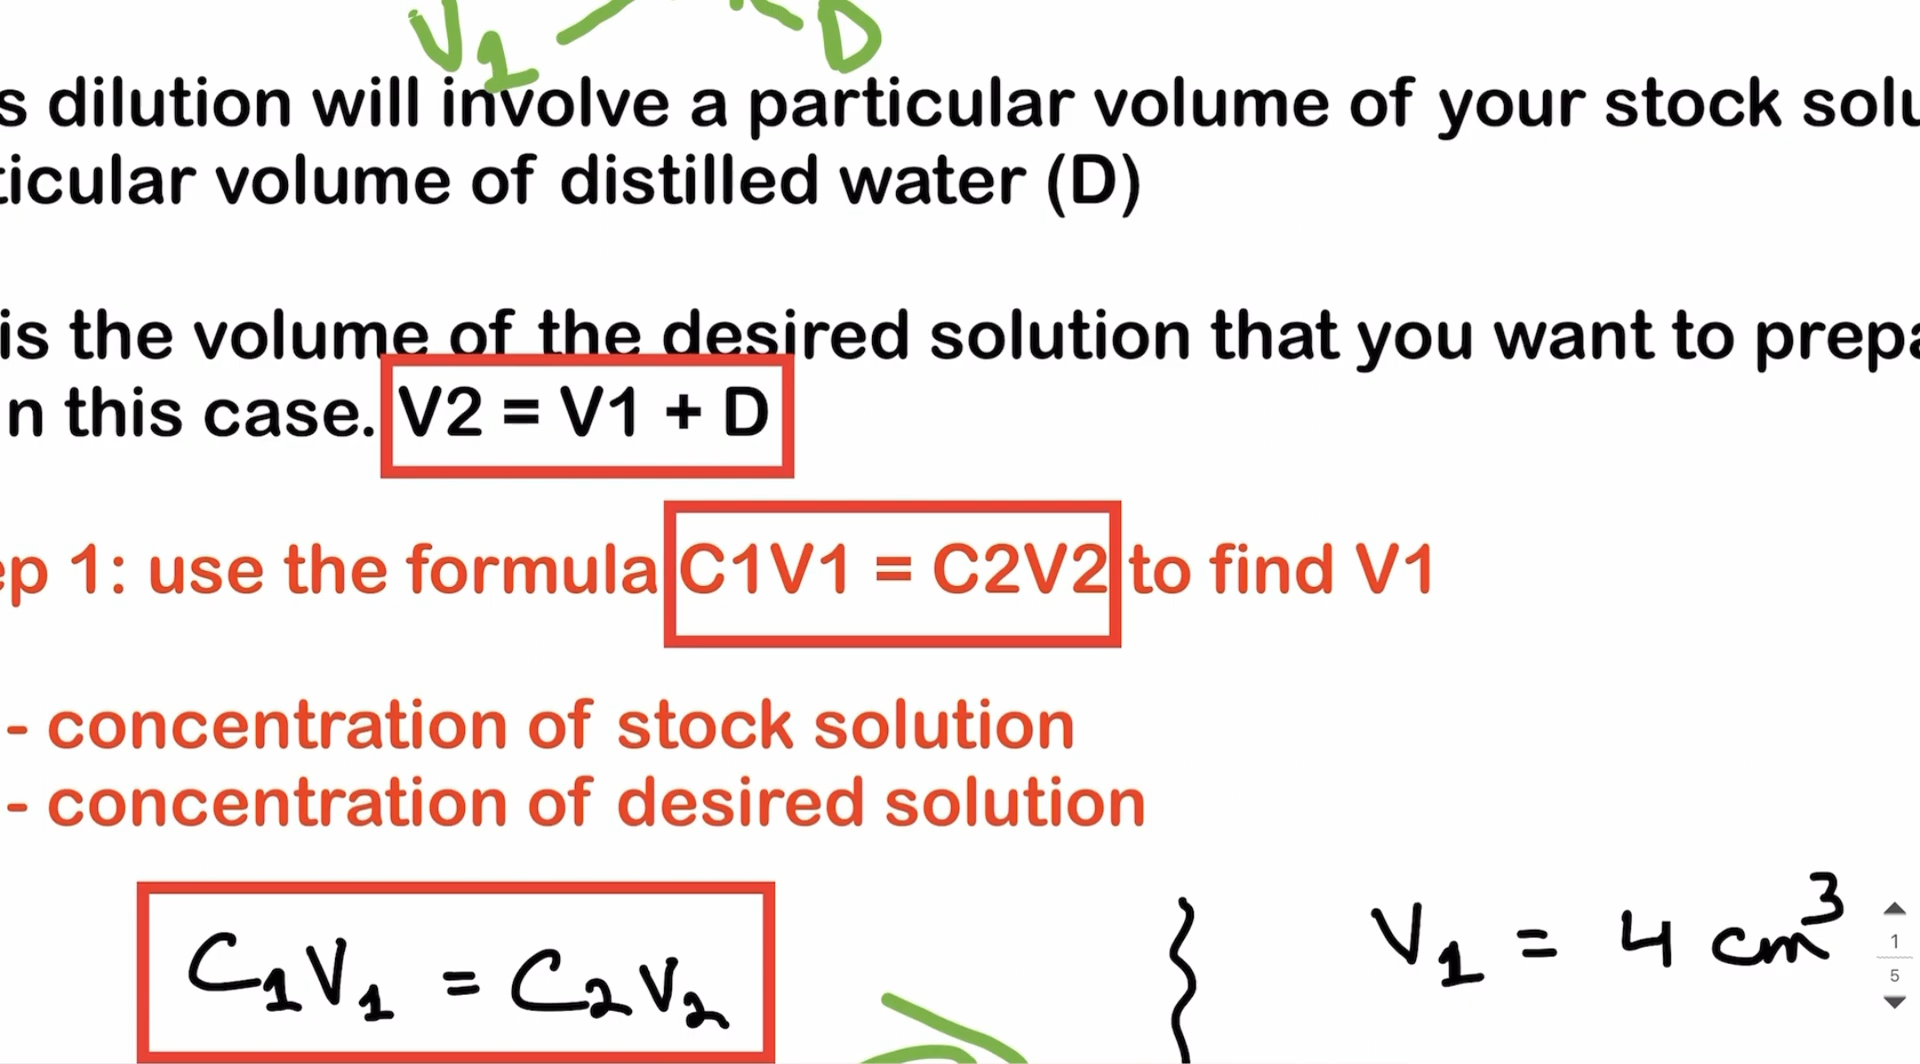 V1 D
s dilution will involve a particular volume of your stock solu
ticular volume of distilled water (D)
is the volume of the desired solution that you want to prepa
n this case. V2 = V1 + D
ep 1: use the formula C1V1 = C2V2 to find V1
- concentration of stock solution
- concentration of desired solution
C₁V₁ = C₂V₂ } V₁ = 4 cm³
1
5